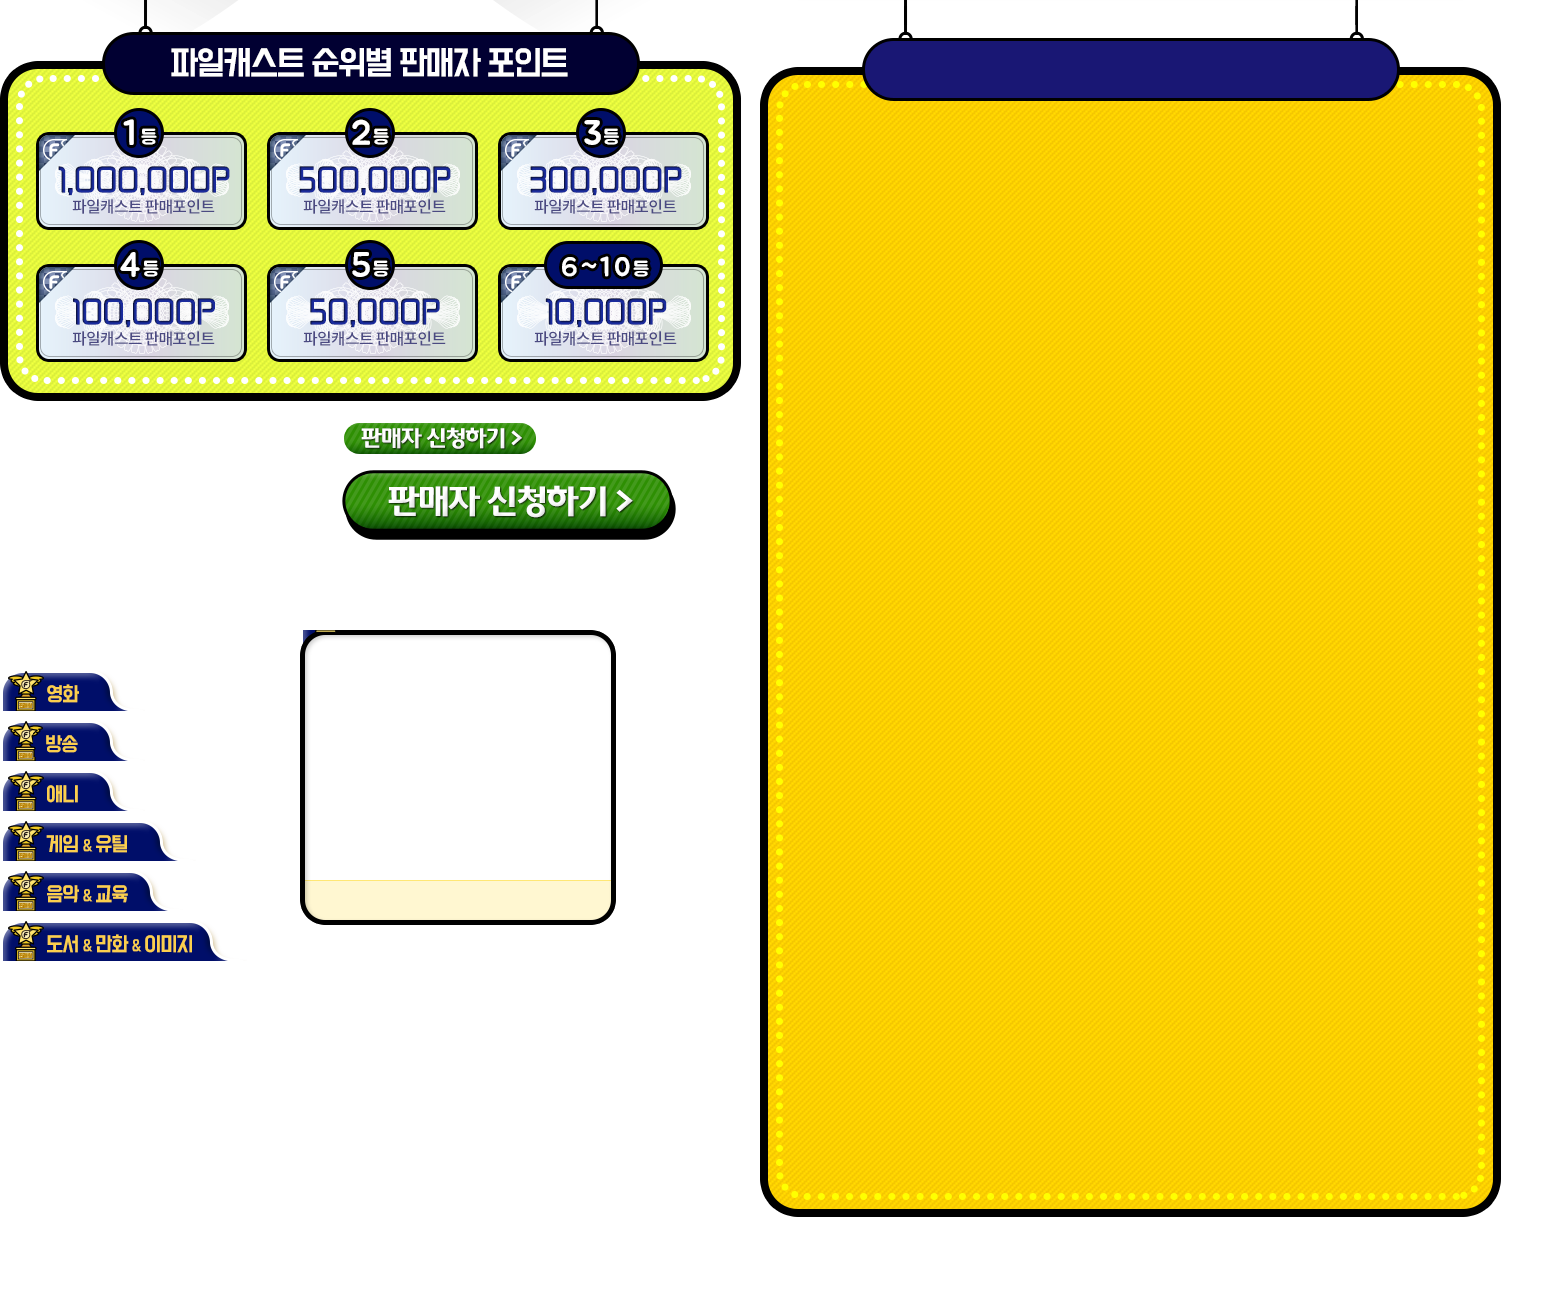 파일캐스트 순위별 판매자 포인트
1등
1,000,000P
파일캐스트 판매포인트
2등
500,000P
파일캐스트 판매포인트
3등
300,000P
파일캐스트 판매포인트
4등
100,000P
파일캐스트 판매포인트
5등
50,000P
파일캐스트 판매포인트
6~10등
10,000P
파일캐스트 판매포인트
판매자 신청하기 >
판매자 신청하기 >
영화
방송
애니
게임 & 유틸
음악 & 교육
도서 & 만화 & 이미지